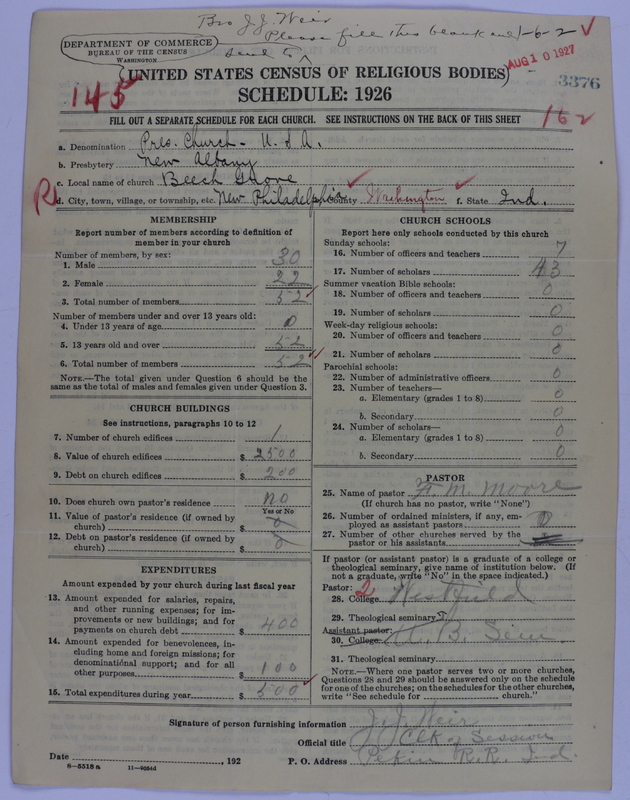 Bro J. J. Weir
Please fill this blank and 1-6-2
send to
DEPARTMENT OF COMMERCE
BUREAU OF THE CENSUS
WASHINGTON
AUG 10 1927
UNITED STATES CENSUS OF RELIGIOUS BODIES
3376
145
SCHEDULE: 1926
FILL OUT A SEPARATE SCHEDULE FOR EACH CHURCH. SEE INSTRUCTIONS ON THE BACK OF THIS SHEET
162
a. Denomination Pres. Church - U.S.A.
b. Presbytery New Albany
c. Local name of church Beech Grove
R d. City, town, village, or township, etc. New Philadelphia County Washington f. State Ind.
MEMBERSHIP
Report number of members according to definition of
member in your church
Number of members, by sex:
1. Male 30
2. Female 22
3. Total number of members 52
Number of members under and over 13 years old:
4. Under 13 years of age 0
5. 13 years old and over 52
6. Total number of members 52
NOTE.—The total given under Question 6 should be the
same as the total of males and females given under Question 3.
CHURCH BUILDINGS
See instructions, paragraphs 10 to 12
7. Number of church edifices 1
8. Value of church edifices $ 2500
9. Debt on church edifices $ 200
10. Does church own pastor's residence no
Yes or No
11. Value of pastor's residence (if owned by
church) $ 0
12. Debt on pastor's residence (if owned by
church) $ 0
EXPENDITURES
Amount expended by your church during last fiscal year
13. Amount expended for salaries, repairs,
and other running expenses; for im-
provements or new buildings; and for
payments on church debt $ 400
14. Amount expended for benevolences, in-
cluding home and foreign missions; for
denominational support; and for all
other purposes $ 100
15. Total expenditures during year $ 500
CHURCH SCHOOLS
Report here only schools conducted by this church
Sunday schools:
16. Number of officers and teachers 7
17. Number of scholars 43
Summer vacation Bible schools:
18. Number of officers and teachers 0
19. Number of scholars 0
Week-day religious schools:
20. Number of officers and teachers 0
21. Number of scholars 0
Parochial schools:
22. Number of administrative officers 0
23. Number of teachers—
a. Elementary (grades 1 to 8) 0
b. Secondary 0
24. Number of scholars—
a. Elementary (grades 1 to 8) 0
b. Secondary 0
PASTOR
25. Name of pastor M. Moore
(If church has no pastor, write "None")
26. Number of ordained ministers, if any, em-
ployed as assistant pastors 0
27. Number of other churches served by the
pastor or his assistants
If pastor (or assistant pastor) is a graduate of a college or
theological seminary, give name of institution below. (If
not a graduate, write "No" in the space indicated.)
Pastor: 2
28. College Westfield
29. Theological seminary
Assistant pastor:
30. College A. B. Sem
31. Theological seminary
NOTE.—Where one pastor serves two or more churches,
Questions 28 and 29 should be answered only on the schedule
for one of the churches; on the schedules for the other churches,
write "See schedule for church."
Signature of person furnishing information J. J. Weir
Official title Clk of Session
Date , 192 P. O. Address Pekin R.R. Ind.
8-5518 a 11-9064d